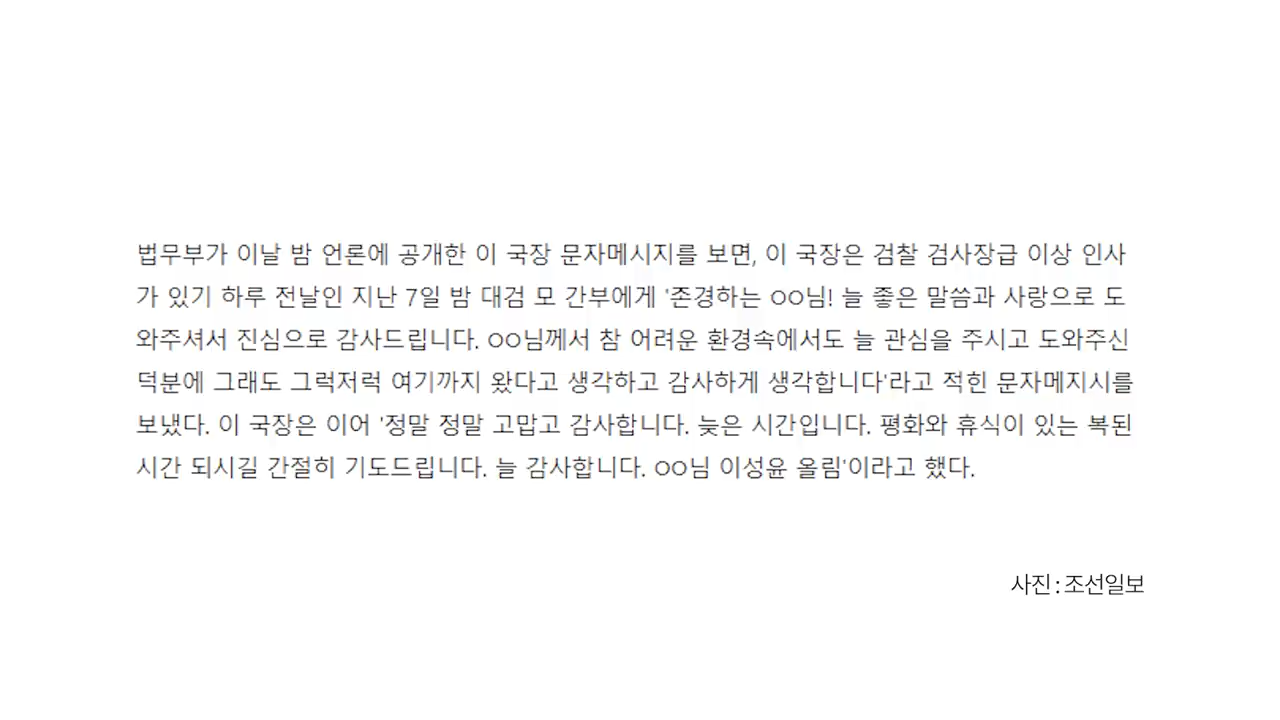 법무부가 이날 밤 언론에 공개한 이 국장 문자메시지를 보면, 이 국장은 검찰 검사장급 이상 인사
가 있기 하루 전날인 지난 7일 밤 대검 모 간부에게 '존경하는 OO님! 늘 좋은 말씀과 사랑으로 도
와주셔서 진심으로 감사드립니다. OO님께서 참 어려운 환경속에서도 늘 관심을 주시고 도와주신
덕분에 그래도 그럭저럭 여기까지 왔다고 생각하고 감사하게 생각합니다'라고 적힌 문자메지시를
보냈다. 이 국장은 이어 '정말 정말 고맙고 감사합니다. 늦은 시간입니다. 평화와 휴식이 있는 복된
시간 되시길 간절히 기도드립니다. 늘 감사합니다. OO님 이성윤 올림'이라고 했다.
사진 : 조선일보